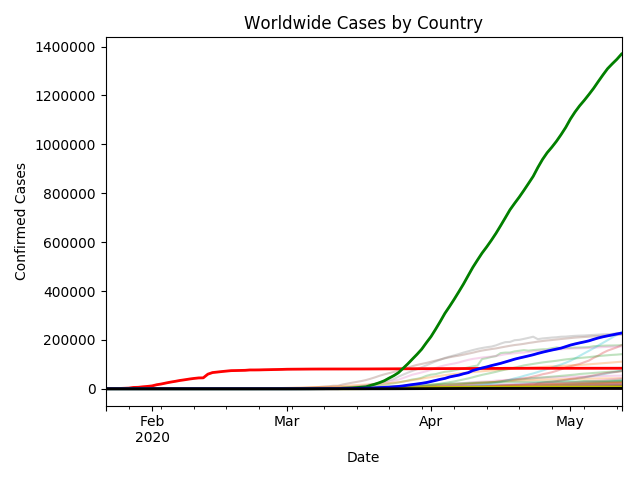 Worldwide Cases by Country
Confirmed Cases
1400000
1200000
1000000
800000
600000
400000
200000
0
Feb
2020
Mar
Apr
May
Date